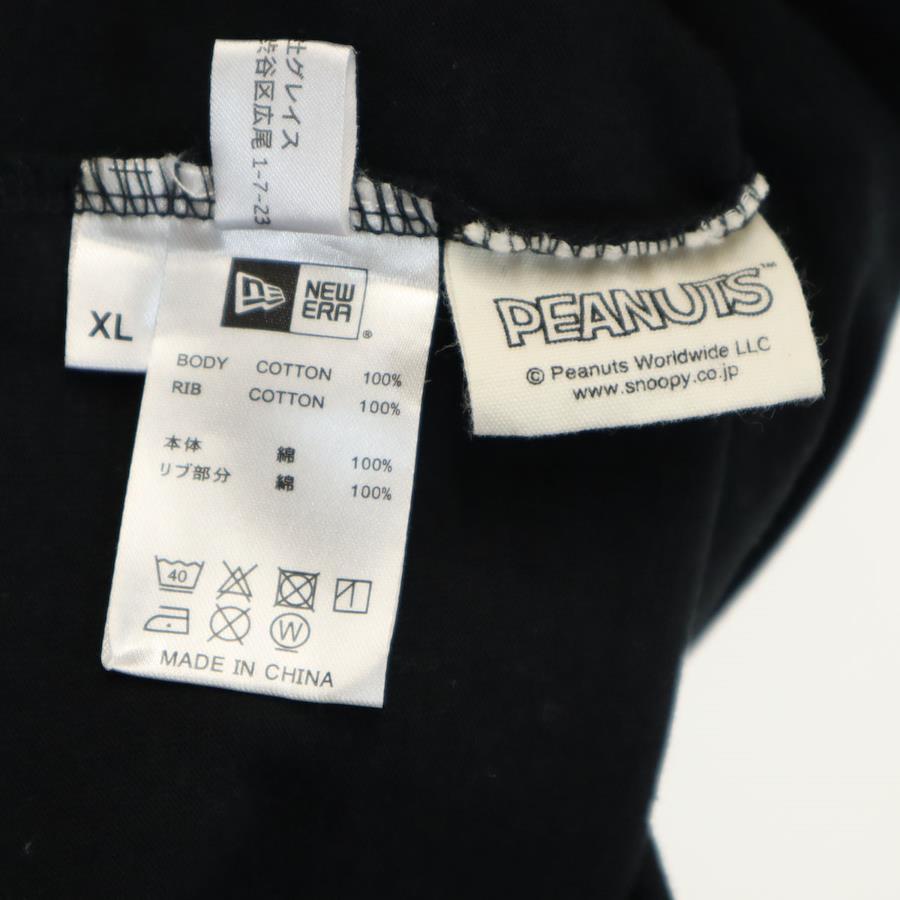 グレイス
渋谷区広尾 1-7-23
XL
NEW ERA®
BODY COTTON 100%
RIB COTTON 100%
本体 綿 100%
リブ部分 綿 100%
40
W
MADE IN CHINA
PEANUTS™
© Peanuts Worldwide LLC
www.snoopy.co.jp